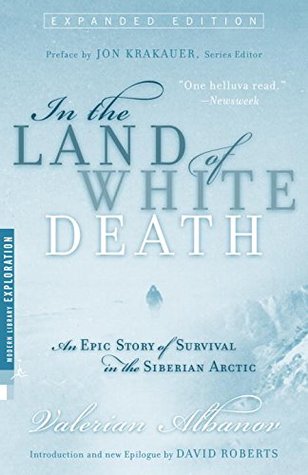 EXPANDED EDITION
Preface by JON KRAKAUER, Series Editor
"One helluva read."
—Newsweek
In the
LAND of
WHITE
DEATH
MODERN LIBRARY EXPLORATION
An EPIC STORY of SURVIVAL
in the SIBERIAN ARCTIC
Valerian Albanov
Introduction and new Epilogue by DAVID ROBERTS